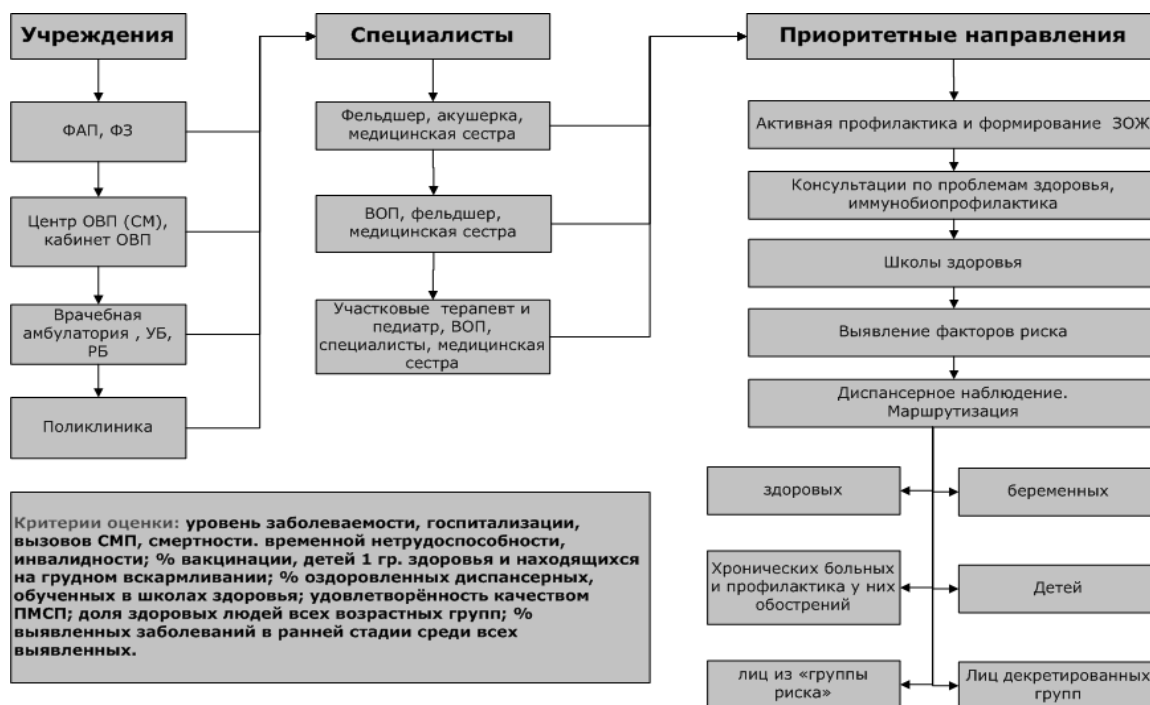 Учреждения
ФАП, ФЗ
Центр ОВП (СМ),
кабинет ОВП
Врачебная
амбулатория , УБ,
РБ
Поликлиника
Специалисты
Фельдшер, акушерка,
медицинская сестра
ВОП, фельдшер,
медицинская сестра
Участковые терапевт и
педиатр, ВОП,
специалисты, медицинская
сестра
Приоритетные направления
Активная профилактика и формирование ЗОЖ
Консультации по проблемам здоровья,
иммунобиопрофилактика
Школы здоровья
Выявление факторов риска
Диспансерное наблюдение.
Маршрутизация
здоровых
беременных
Хронических больных
и профилактика у них
обострений
Детей
лиц из «группы
риска»
Лиц декретированных
групп
Критерии оценки: уровень заболеваемости, госпитализации,
вызовов СМП, смертности. временной нетрудоспособности,
инвалидности; % вакцинации, детей 1 гр. здоровья и находящихся
на грудном вскармливании; % оздоровленных диспансерных,
обученных в школах здоровья; удовлетворённость качеством
ПМСП; доля здоровых людей всех возрастных групп; %
выявленных заболеваний в ранней стадии среди всех
выявленных.